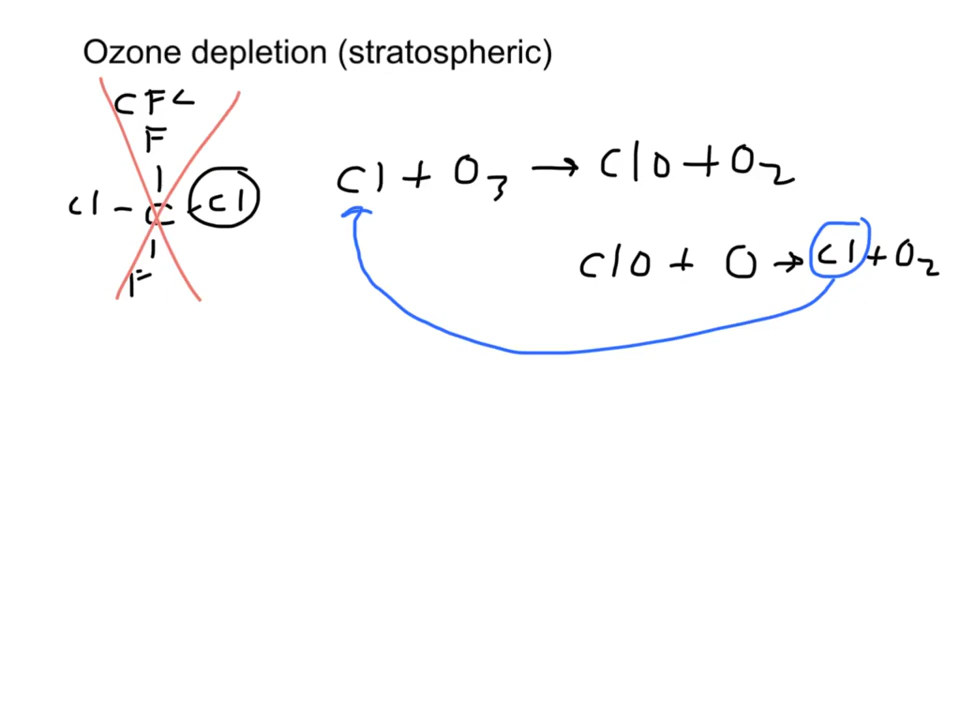 Ozone depletion (stratospheric)
CFC
F
Cl - C - Cl
F
Cl + O3 → ClO + O2
ClO + O → Cl + O2